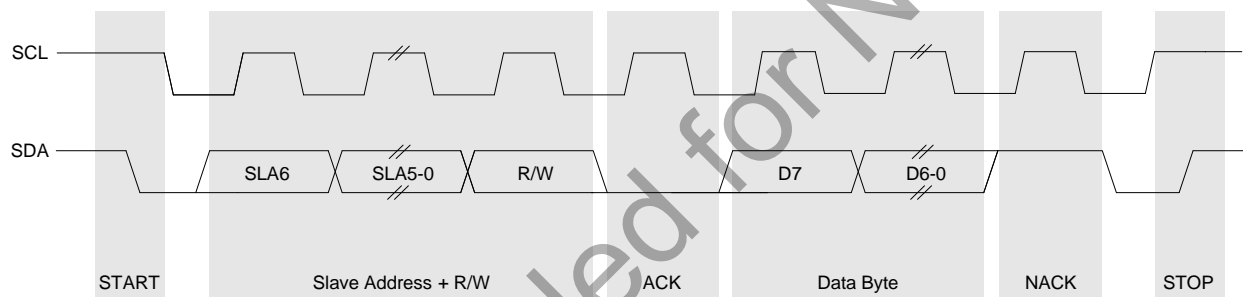 SCL
SDA
SLA6 SLA5-0 R/W D7 D6-0
START Slave Address + R/W ACK Data Byte NACK STOP